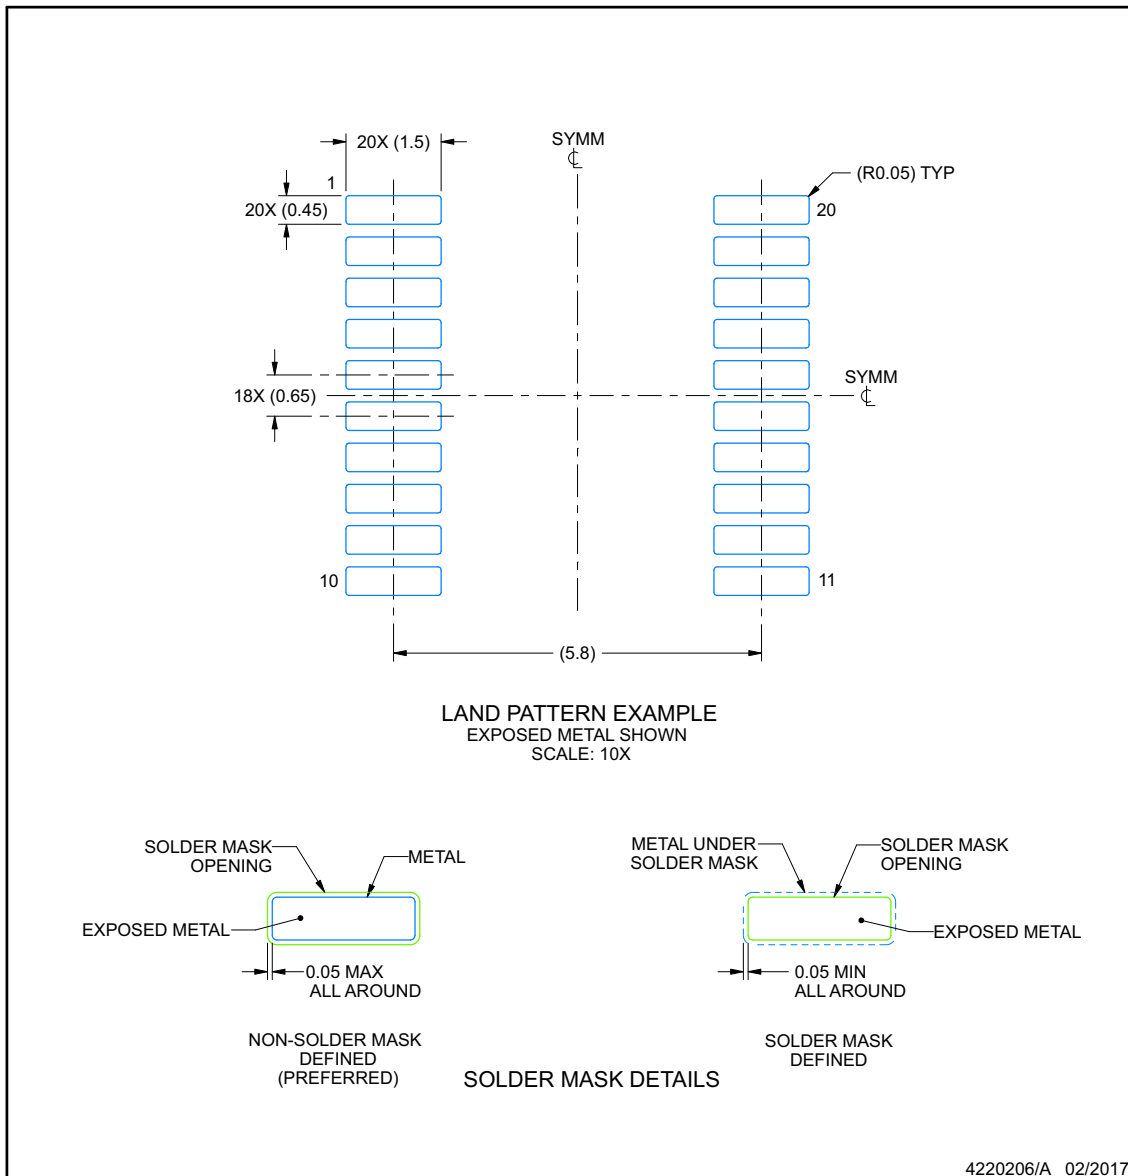 SYMM
20X (1.5)
(R0.05) TYP
1
20X (0.45)
20
SYMM
18X (0.65)
10
11
(5.8)
LAND PATTERN EXAMPLE
EXPOSED METAL SHOWN
SCALE: 10X
SOLDER MASK
OPENING
METAL
EXPOSED METAL
0.05 MAX
ALL AROUND
NON-SOLDER MASK
DEFINED
(PREFERRED)
METAL UNDER
SOLDER MASK
SOLDER MASK
OPENING
EXPOSED METAL
0.05 MIN
ALL AROUND
SOLDER MASK
DEFINED
SOLDER MASK DETAILS
4220206/A 02/2017